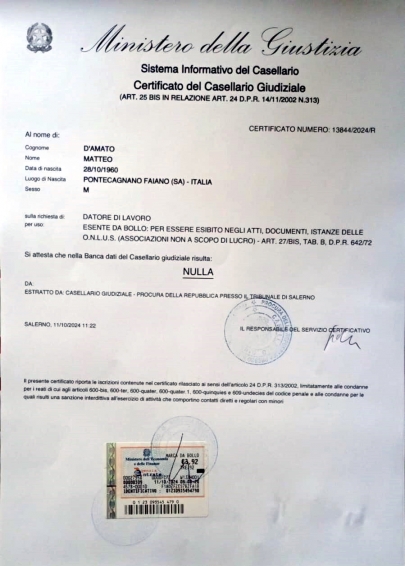 Ministero della Giustizia
Sistema Informativo del Casellario
Certificato del Casellario Giudiziale
(ART. 25 BIS IN RELAZIONE ART. 24 D.P.R. 14/11/2002 N.313)
CERTIFICATO NUMERO: 13844/2024/R
Al nome di:
Cognome D'AMATO
Nome MATTEO
Data di nascita 28/10/1960
Luogo di Nascita PONTECAGNANO FAIANO (SA) - ITALIA
Sesso M
sulla richiesta di: DATORE DI LAVORO
per uso: ESENTE DA BOLLO: PER ESSERE ESIBITO NEGLI ATTI, DOCUMENTI, ISTANZE DELLE
O.N.L.U.S. (ASSOCIAZIONI NON A SCOPO DI LUCRO) - ART. 27/BIS, TAB. B, D.P.R. 642/72
Si attesta che nella Banca dati del Casellario giudiziale risulta:
NULLA
DA:
ESTRATTO DA: CASELLARIO GIUDIZIALE - PROCURA DELLA REPUBBLICA PRESSO IL TRIBUNALE DI SALERNO
SALERNO, 11/10/2024 11:22
IL RESPONSABILE DEL SERVIZIO CERTIFICATIVO
Il presente certificato riporta le iscrizioni contenute nel certificato rilasciato ai sensi dell'articolo 24 D.P.R. 313/2002, limitatamente alle condanne
per i reati di cui agli articoli 600-bis, 600-ter, 600-quater, 600-quater.1, 600-quinquies e 609-undecies del codice penale e alle condanne per le
quali risulti una sanzione interdittiva all'esercizio di attività che comportino contatti diretti e regolari con minori
MARCA DA BOLLO
Ministero dell'Economia
e delle Finanze
€3,92
11/10/2024